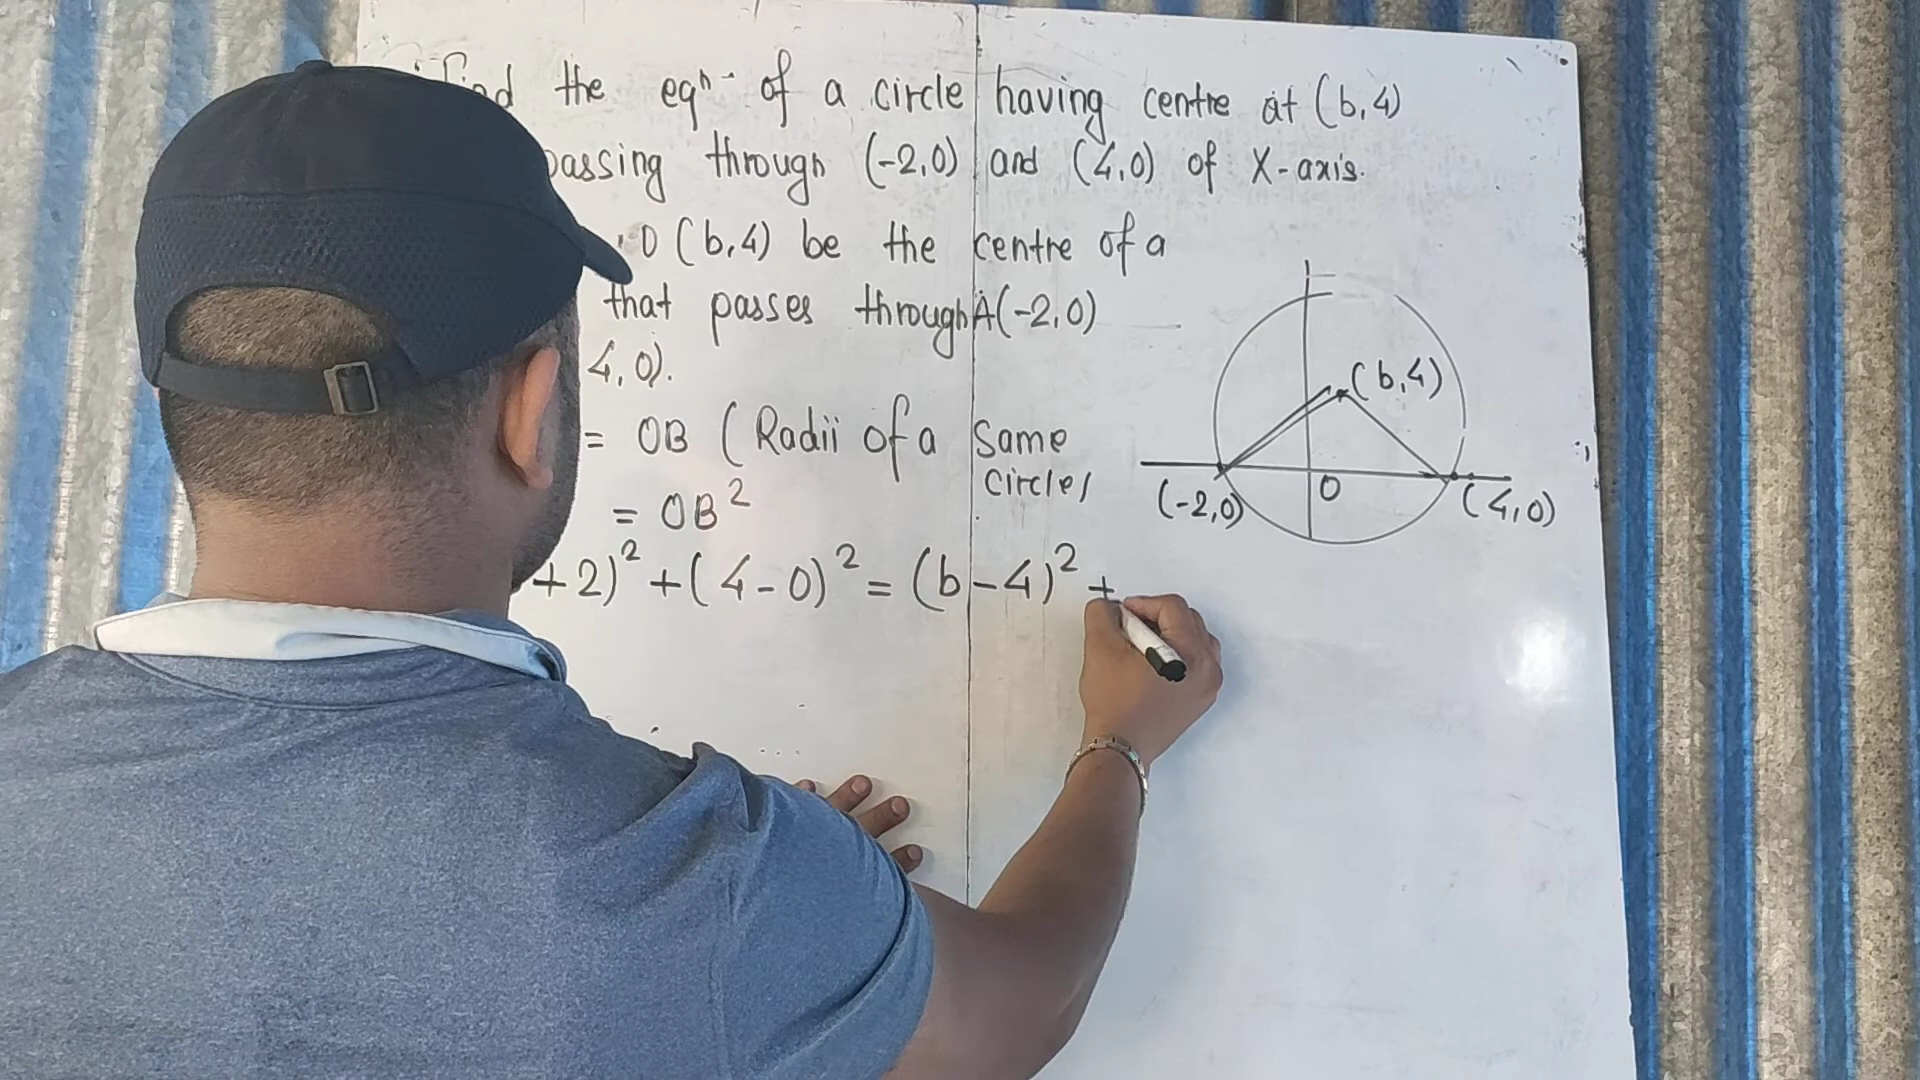 the eqⁿ of a circle having centre at (b,4)
passing through (-2,0) and (4,0) of X-axis.
O (b,4) be the centre of a
that passes through A(-2,0)
4,0).
= OB (Radii of a same
circles
= OB²
+2)² + (4-0)² = (b-4)² +
(b,4)
(-2,0)
O
(4,0)